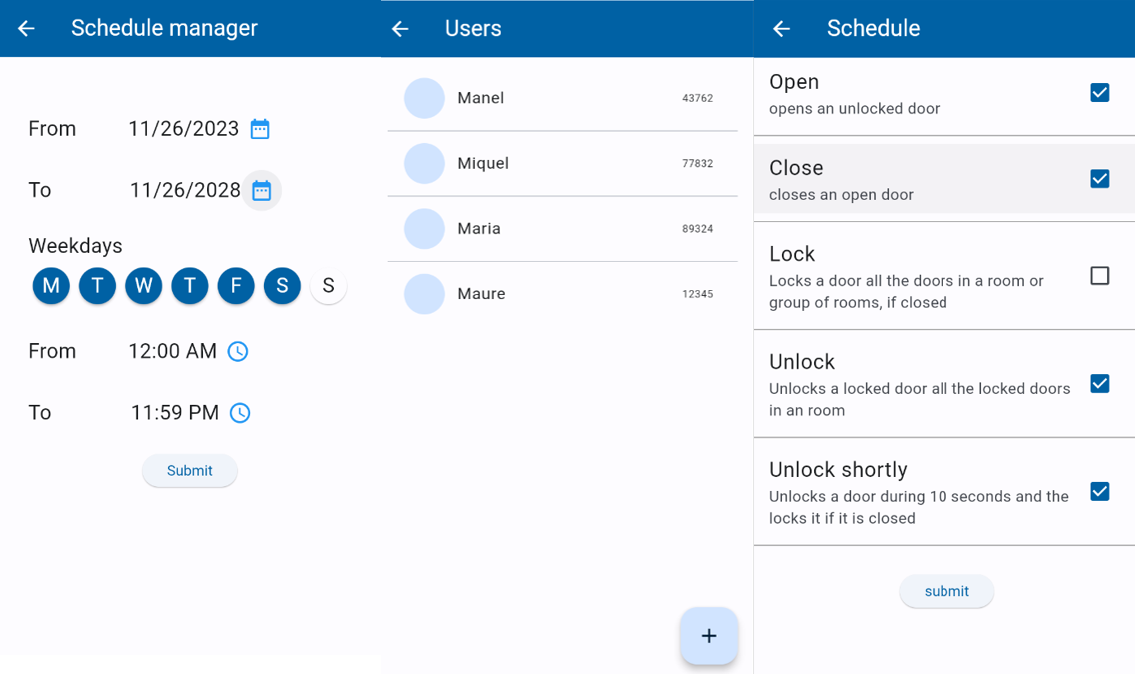 Schedule manager
From 11/26/2023
To 11/26/2028
Weekdays
M T W T F S S
From 12:00 AM
To 11:59 PM
Submit
Users
Manel 43762
Miquel 77832
Maria 89324
Maure 12345
+
Schedule
Open
opens an unlocked door
Close
closes an open door
Lock
Locks a door all the doors in a room or
group of rooms, if closed
Unlock
Unlocks a locked door all the locked doors
in an room
Unlock shortly
Unlocks a door during 10 seconds and the
locks it if it is closed
submit